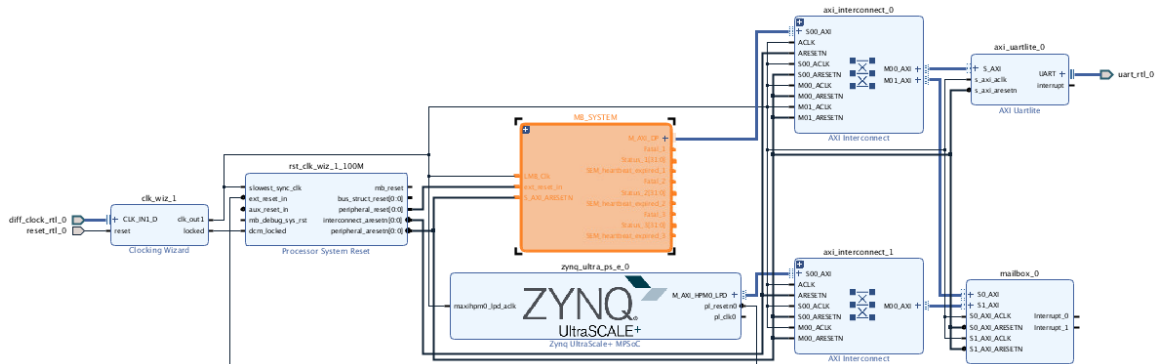 axi_interconnect_0
S00_AXI
ACLK
ARESETN
S00_ACLK
S00_ARESETN
M00_ACLK
M00_ARESETN
M01_ACLK
M01_ARESETN
M00_AXI
M01_AXI
AXI Interconnect
axi_uartlite_0
S_AXI
s_axi_aclk
s_axi_aresetn
UART
interrupt
AXI Uartlite
uart_rtl_0
MB_SYSTEM
M_AXI_DP
Fatal_1
Status_1[31:0]
SEM_heartbeat_expired_1
Fatal_2
Status_2[31:0]
SEM_heartbeat_expired_2
Fatal_3
Status_3[31:0]
SEM_heartbeat_expired_3
LMB_Clk
ext_reset_in
S_AXI_ARESETN
rst_clk_wiz_1_100M
slowest_sync_clk
ext_reset_in
aux_reset_in
mb_debug_sys_rst
dcm_locked
mb_reset
bus_struct_reset[0:0]
peripheral_reset[0:0]
interconnect_aresetn[0:0]
peripheral_aresetn[0:0]
Processor System Reset
clk_wiz_1
CLK_IN1_D
reset
clk_out1
locked
Clocking Wizard
diff_clock_rtl_0
reset_rtl_0
zynq_ultra_ps_e_0
maxihpm0_lpd_aclk
ZYNQ
UltraSCALE+
M_AXI_HPM0_LPD
pl_resetn0
pl_clk0
Zynq UltraScale+ MPSoC
axi_interconnect_1
S00_AXI
ACLK
ARESETN
S00_ACLK
S00_ARESETN
M00_ACLK
M00_ARESETN
M00_AXI
AXI Interconnect
mailbox_0
S0_AXI
S1_AXI
S0_AXI_ACLK
S0_AXI_ARESETN
S1_AXI_ACLK
S1_AXI_ARESETN
Interrupt_0
Interrupt_1